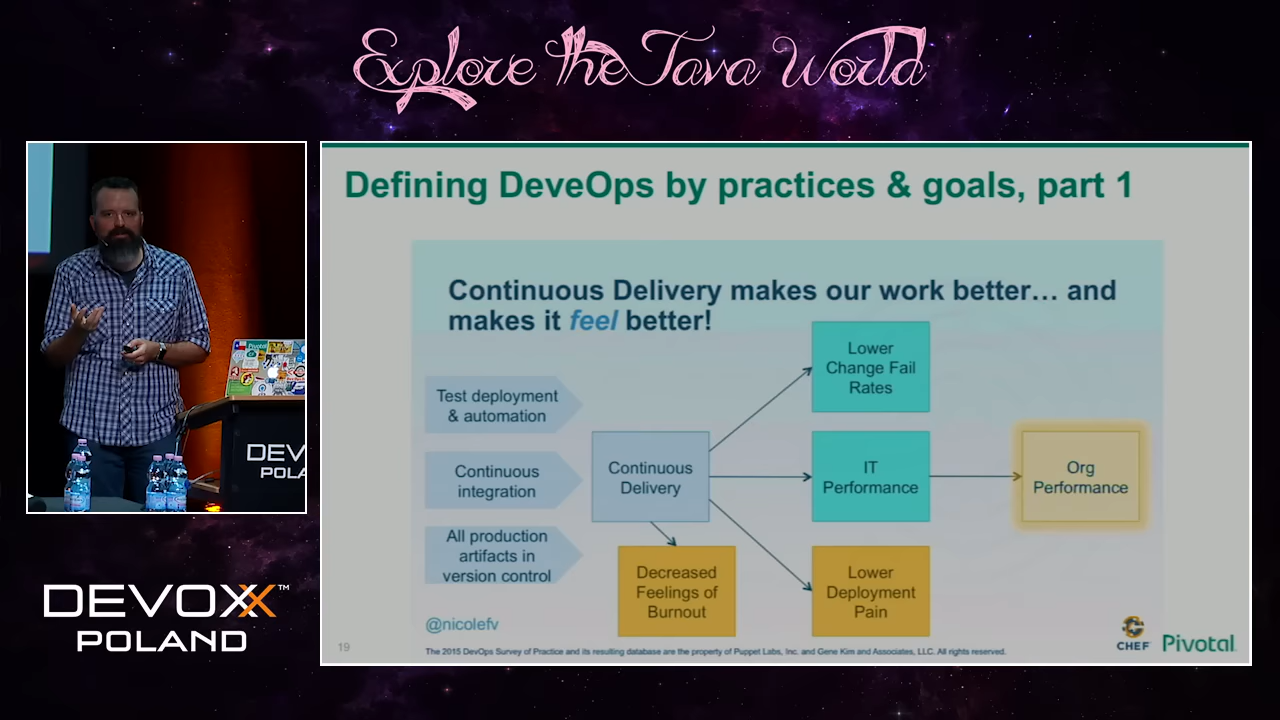 Explore the Java World
Defining DeveOps by practices & goals, part 1
Continuous Delivery makes our work better… and
makes it feel better!
Lower
Change Fail
Rates
Test deployment
& automation
Continuous
integration
All production
artifacts in
version control
Continuous
Delivery
IT
Performance
Org
Performance
Decreased
Feelings of
Burnout
Lower
Deployment
Pain
@nicolefv
The 2015 DevOps Survey of Practice and its resulting database are the property of Puppet Labs, Inc. and Gene Kim and Associates, LLC. All rights reserved.
19
CHEF
Pivotal
Pivotal
DEV
POLA
DEVOXX™
POLAND